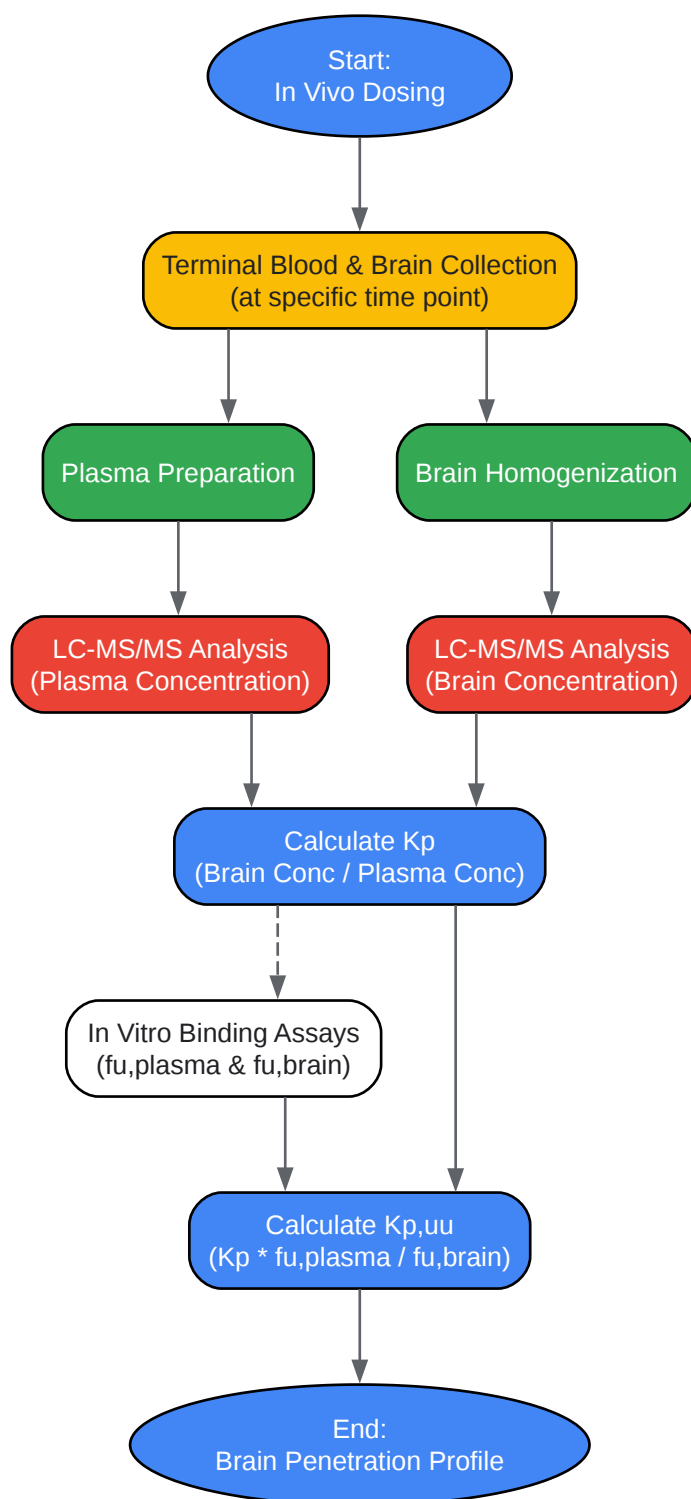 Start:
In Vivo Dosing
Terminal Blood & Brain Collection
(at specific time point)
Plasma Preparation
Brain Homogenization
LC-MS/MS Analysis
(Plasma Concentration)
LC-MS/MS Analysis
(Brain Concentration)
Calculate Kp
(Brain Conc / Plasma Conc)
In Vitro Binding Assays
(fu,plasma & fu,brain)
Calculate Kp,uu
(Kp * fu,plasma / fu,brain)
End:
Brain Penetration Profile